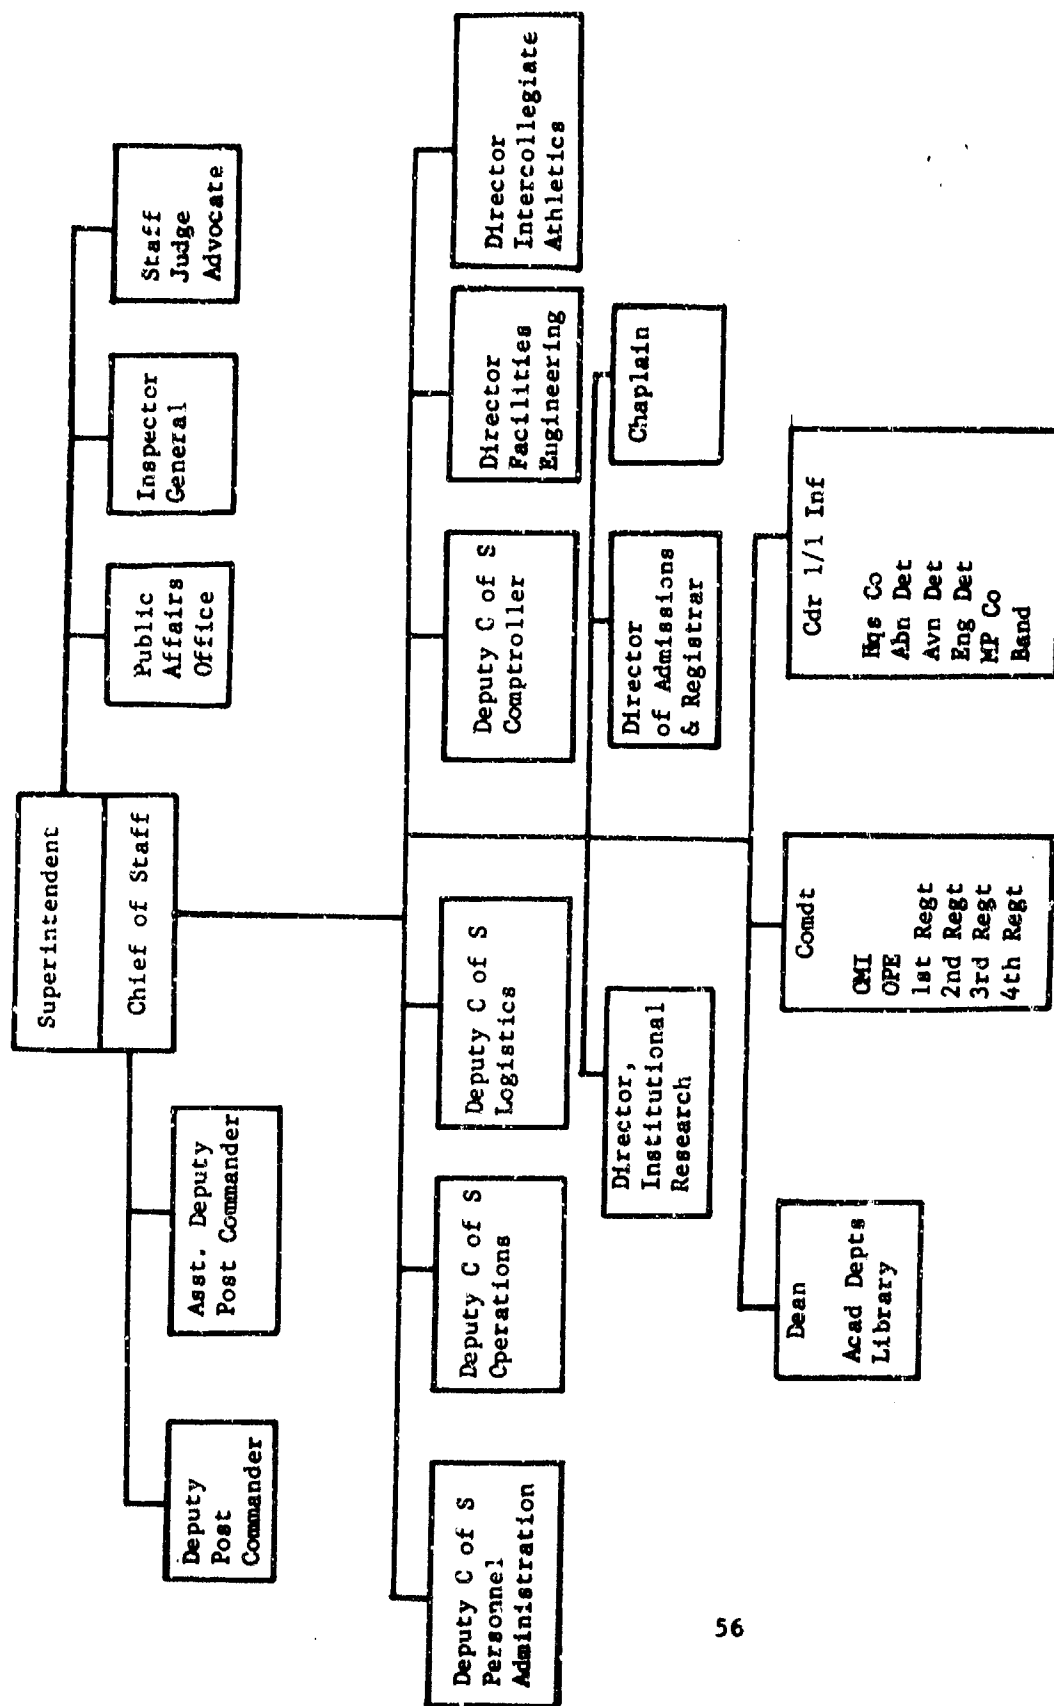 Superintendent
Chief of Staff
Deputy
Post
Commander
Asst. Deputy
Post Commander
Public
Affairs
Office
Inspector
General
Staff
Judge
Advocate
Deputy C of S
Personnel
Administration
Deputy C of S
Operations
Deputy C of S
Logistics
Deputy C of S
Comptroller
Director
Facilities
Engineering
Director
Intercollegiate
Athletics
Director,
Institutional
Research
Director
of Admissions
& Registrar
Chaplain
Dean
Acad Depts
Library
Comdt
CMI
OPE
1st Regt
2nd Regt
3rd Regt
4th Regt
Cdr 1/1 Inf
Hqs Co
Abn Det
Avn Det
Eng Det
MP Co
Band
56